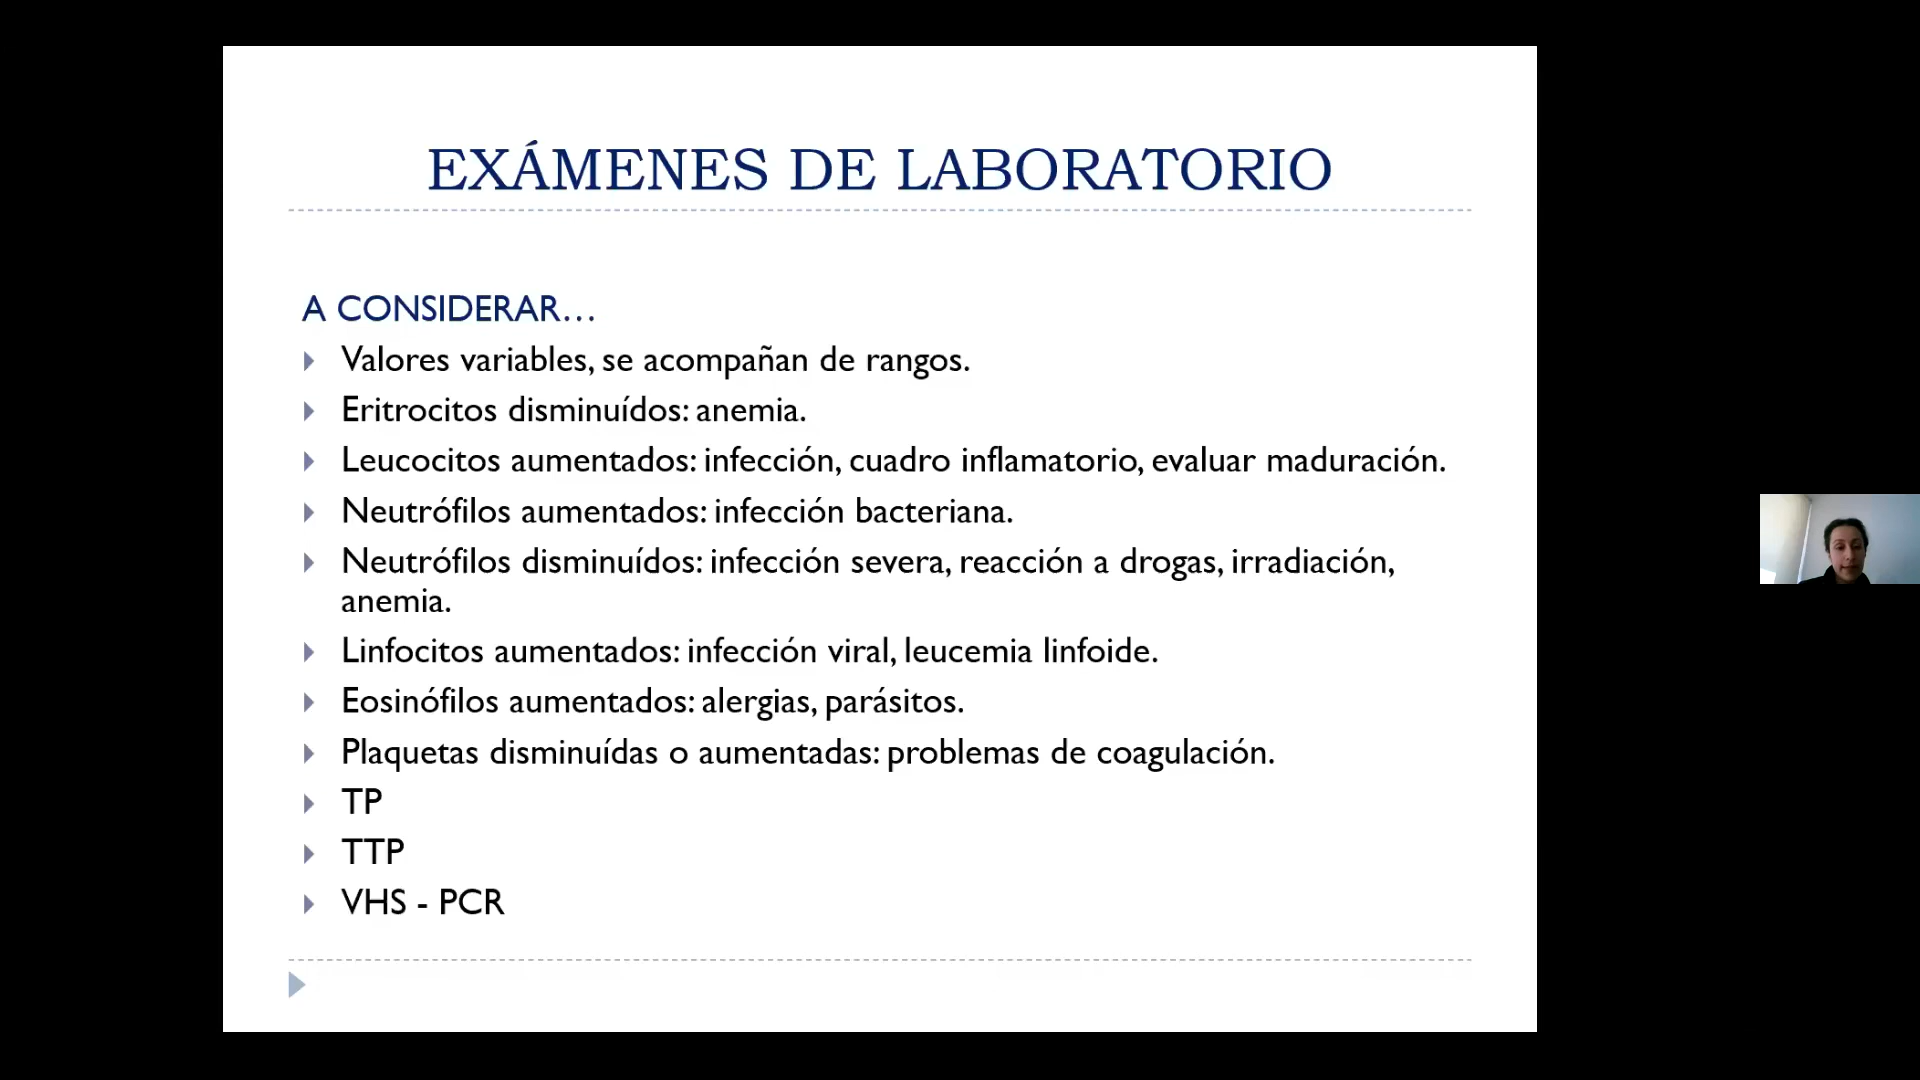 EXÁMENES DE LABORATORIO
A CONSIDERAR…
Valores variables, se acompañan de rangos.
Eritrocitos disminuídos: anemia.
Leucocitos aumentados: infección, cuadro inflamatorio, evaluar maduración.
Neutrófilos aumentados: infección bacteriana.
Neutrófilos disminuídos: infección severa, reacción a drogas, irradiación,
anemia.
Linfocitos aumentados: infección viral, leucemia linfoide.
Eosinófilos aumentados: alergias, parásitos.
Plaquetas disminuídas o aumentadas: problemas de coagulación.
TP
TTP
VHS - PCR